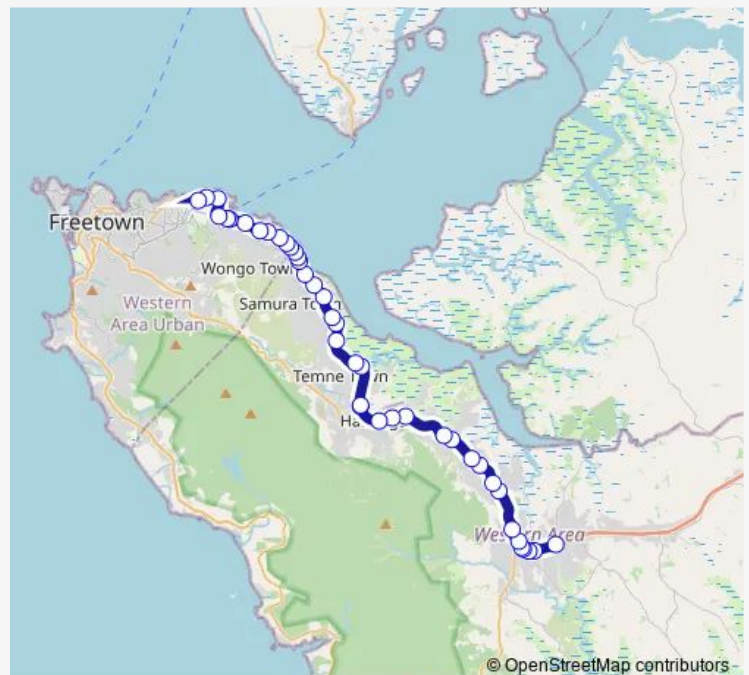 Freetown
Wongo Town
Western
Area Urban
Samura Town
Temne Town
Western Area
© OpenStreetMap contributors